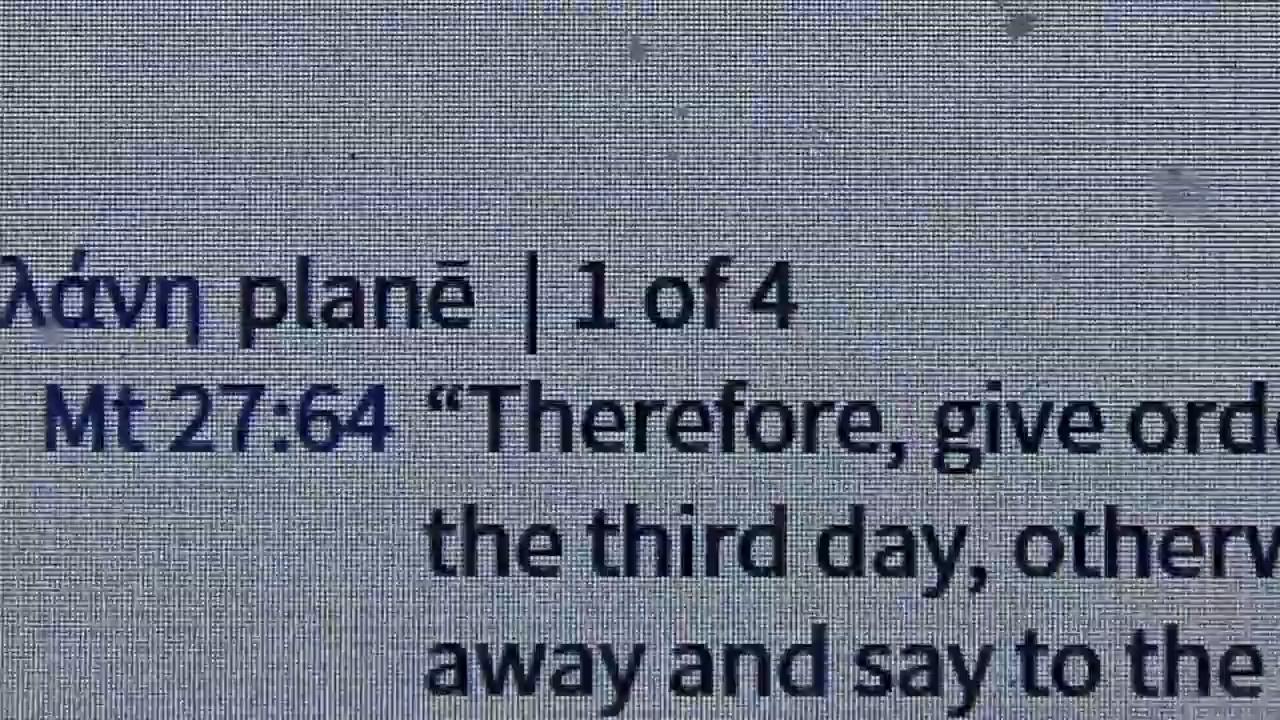 λάνη planē | 1 of 4
Mt 27:64 “Therefore, give ord
the third day, otherw
away and say to the